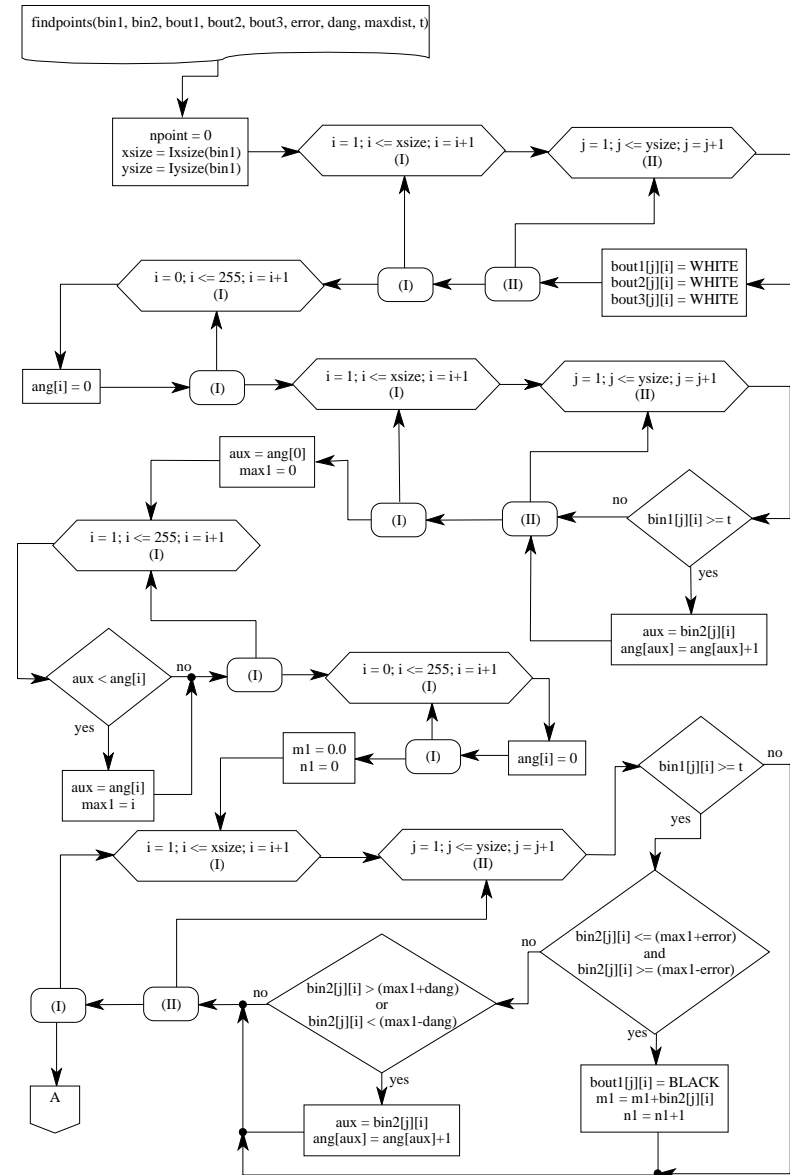 findpoints(bin1, bin2, bout1, bout2, bout3, error, dang, maxdist, t)
npoint = 0
xsize = Ixsize(bin1)
ysize = Iysize(bin1)
i = 1; i <= xsize; i = i+1
(I)
j = 1; j <= ysize; j = j+1
(II)
bout1[j][i] = WHITE
bout2[j][i] = WHITE
bout3[j][i] = WHITE
(II)
(I)
i = 0; i <= 255; i = i+1
(I)
ang[i] = 0
(I)
i = 1; i <= xsize; i = i+1
(I)
j = 1; j <= ysize; j = j+1
(II)
bin1[j][i] >= t
no
yes
aux = bin2[j][i]
ang[aux] = ang[aux]+1
(II)
(I)
aux = ang[0]
max1 = 0
i = 1; i <= 255; i = i+1
(I)
aux < ang[i]
no
yes
aux = ang[i]
max1 = i
(I)
i = 0; i <= 255; i = i+1
(I)
ang[i] = 0
(I)
m1 = 0.0
n1 = 0
i = 1; i <= xsize; i = i+1
(I)
j = 1; j <= ysize; j = j+1
(II)
bin1[j][i] >= t
no
yes
bin2[j][i] <= (max1+error)
and
bin2[j][i] >= (max1-error)
no
yes
bout1[j][i] = BLACK
m1 = m1+bin2[j][i]
n1 = n1+1
bin2[j][i] > (max1+dang)
or
bin2[j][i] < (max1-dang)
no
yes
aux = bin2[j][i]
ang[aux] = ang[aux]+1
(II)
(I)
A